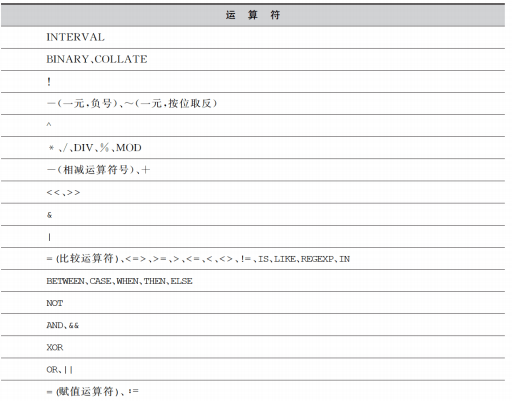 运 算 符
INTERVAL
BINARY、COLLATE
!
－(一元,负号)、～(一元,按位取反)
^
*、/、DIV、%、MOD
－(相减运算符号)、＋
<<、>>
&
|
=(比较运算符)、<=>、>=、>、<=、<、<>、!=、IS、LIKE、REGEXP、IN
BETWEEN、CASE、WHEN、THEN、ELSE
NOT
AND、&&
XOR
OR、||
=(赋值运算符)、:=